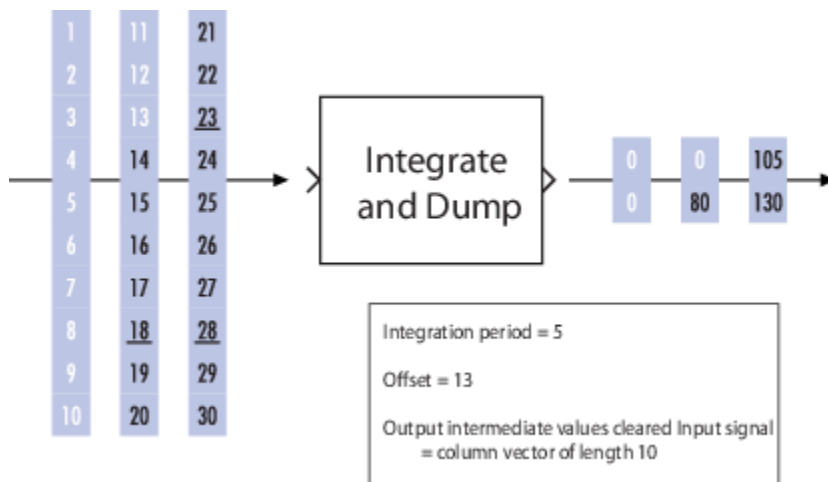 1 11 21
2 12 22
3 13 23
4 14 24
5 15 25
6 16 26
7 17 27
8 18 28
9 19 29
10 20 30
Integrate
and Dump
0 0 105
0 80 130
Integration period = 5
Offset = 13
Output intermediate values cleared Input signal
= column vector of length 10